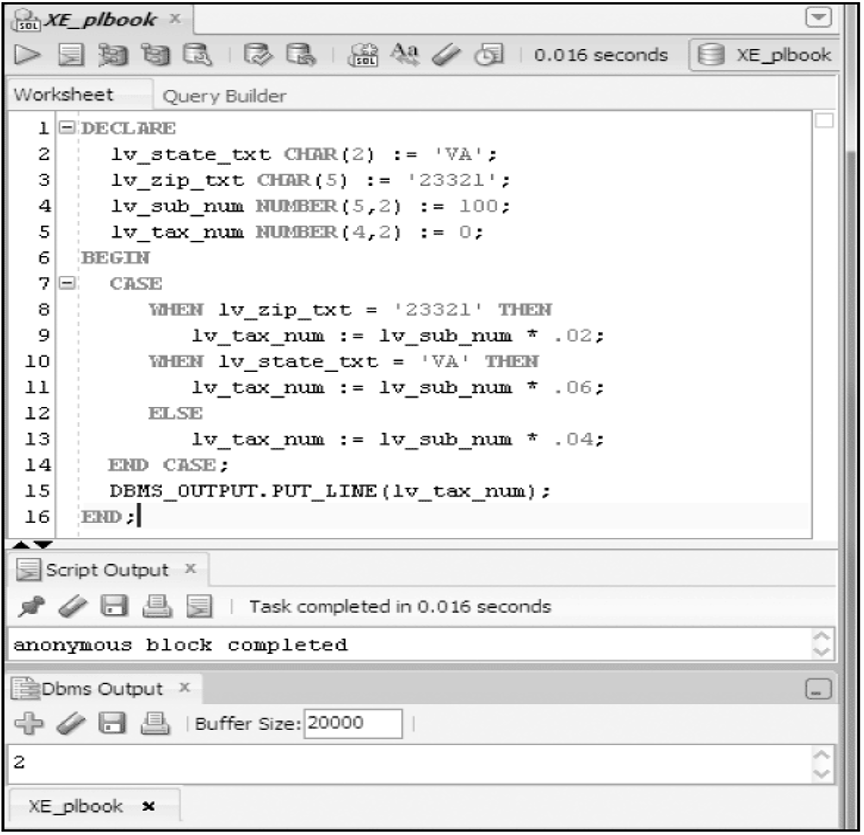 XE_plbook ×
0.016 seconds XE_plbook
Worksheet Query Builder
1 DECLARE
2 lv_state_txt CHAR(2) := 'VA';
3 lv_zip_txt CHAR(5) := '23321';
4 lv_sub_num NUMBER(5,2) := 100;
5 lv_tax_num NUMBER(4,2) := 0;
6 BEGIN
7 CASE
8 WHEN lv_zip_txt = '23321' THEN
9 lv_tax_num := lv_sub_num * .02;
10 WHEN lv_state_txt = 'VA' THEN
11 lv_tax_num := lv_sub_num * .06;
12 ELSE
13 lv_tax_num := lv_sub_num * .04;
14 END CASE;
15 DBMS_OUTPUT.PUT_LINE(lv_tax_num);
16 END;
Script Output ×
Task completed in 0.016 seconds
anonymous block completed
Dbms Output ×
Buffer Size: 20000
2
XE_plbook ×